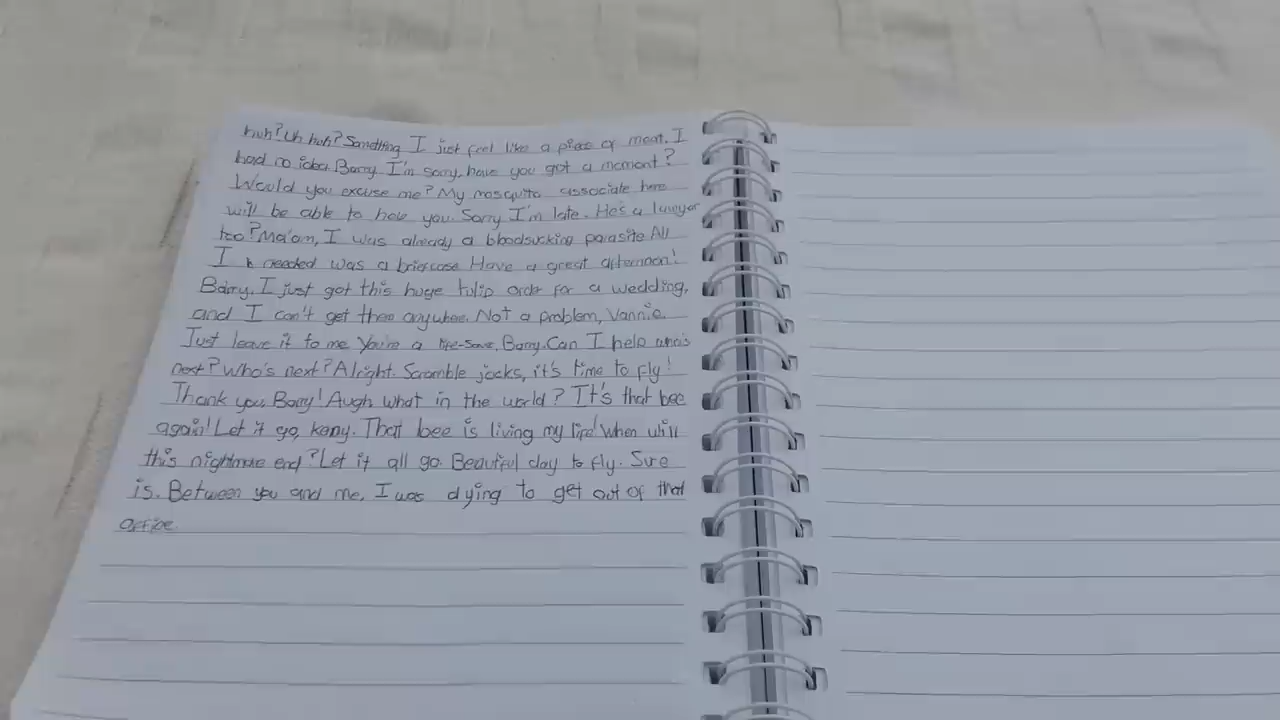 huh? Uh huh? Something I just feel like a piece of meat. I
had no idea. Barry, I'm sorry, have you got a moment?
Would you excuse me? My mosquito associate here
will be able to help you. Sorry I'm late. He's a lawyer
too? Ma'am, I was already a bloodsucking parasite All
I needed was a briefcase Have a great afternoon!
Barry, I just got this huge tulip order for a wedding,
and I can't get them anywhere. Not a problem, Vannie.
Just leave it to me You're a life-saver, Barry. Can I help who's
next? Who's next? Alright. Scramble jocks, it's time to fly!
Thank you, Barry! Augh, what in the world? It's that bee
again! Let it go, keny. That bee is living my life! When will
this nightmare end? Let it all go. Beautiful day to fly. Sure
is. Between you and me, I was dying to get out of that
office.